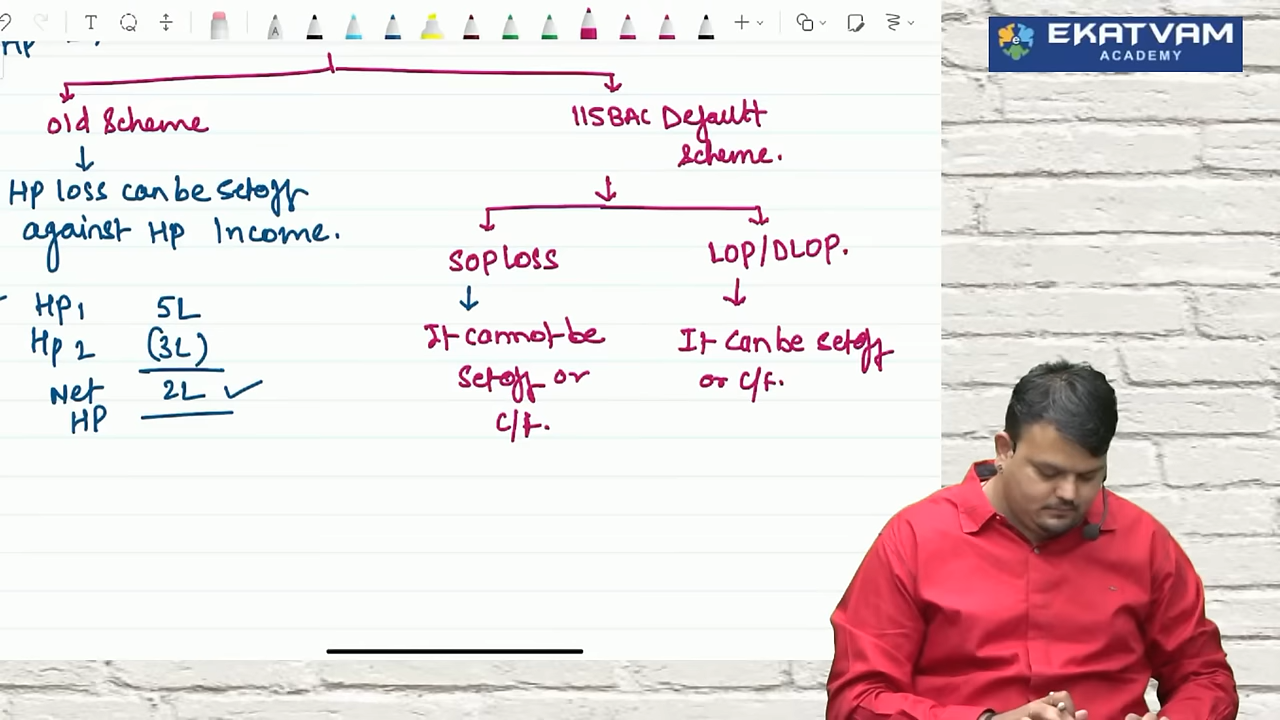 HP
EKATVAM
ACADEMY
old Scheme
HP loss can be setoff
against HP Income.
HP1 5L
HP2 (3L)
Net 2L ✓
HP
115BAC Default
Scheme.
SOP loss
It cannot be
setoff or
c/f.
LOP/DLOP.
It can be setoff
or c/f.